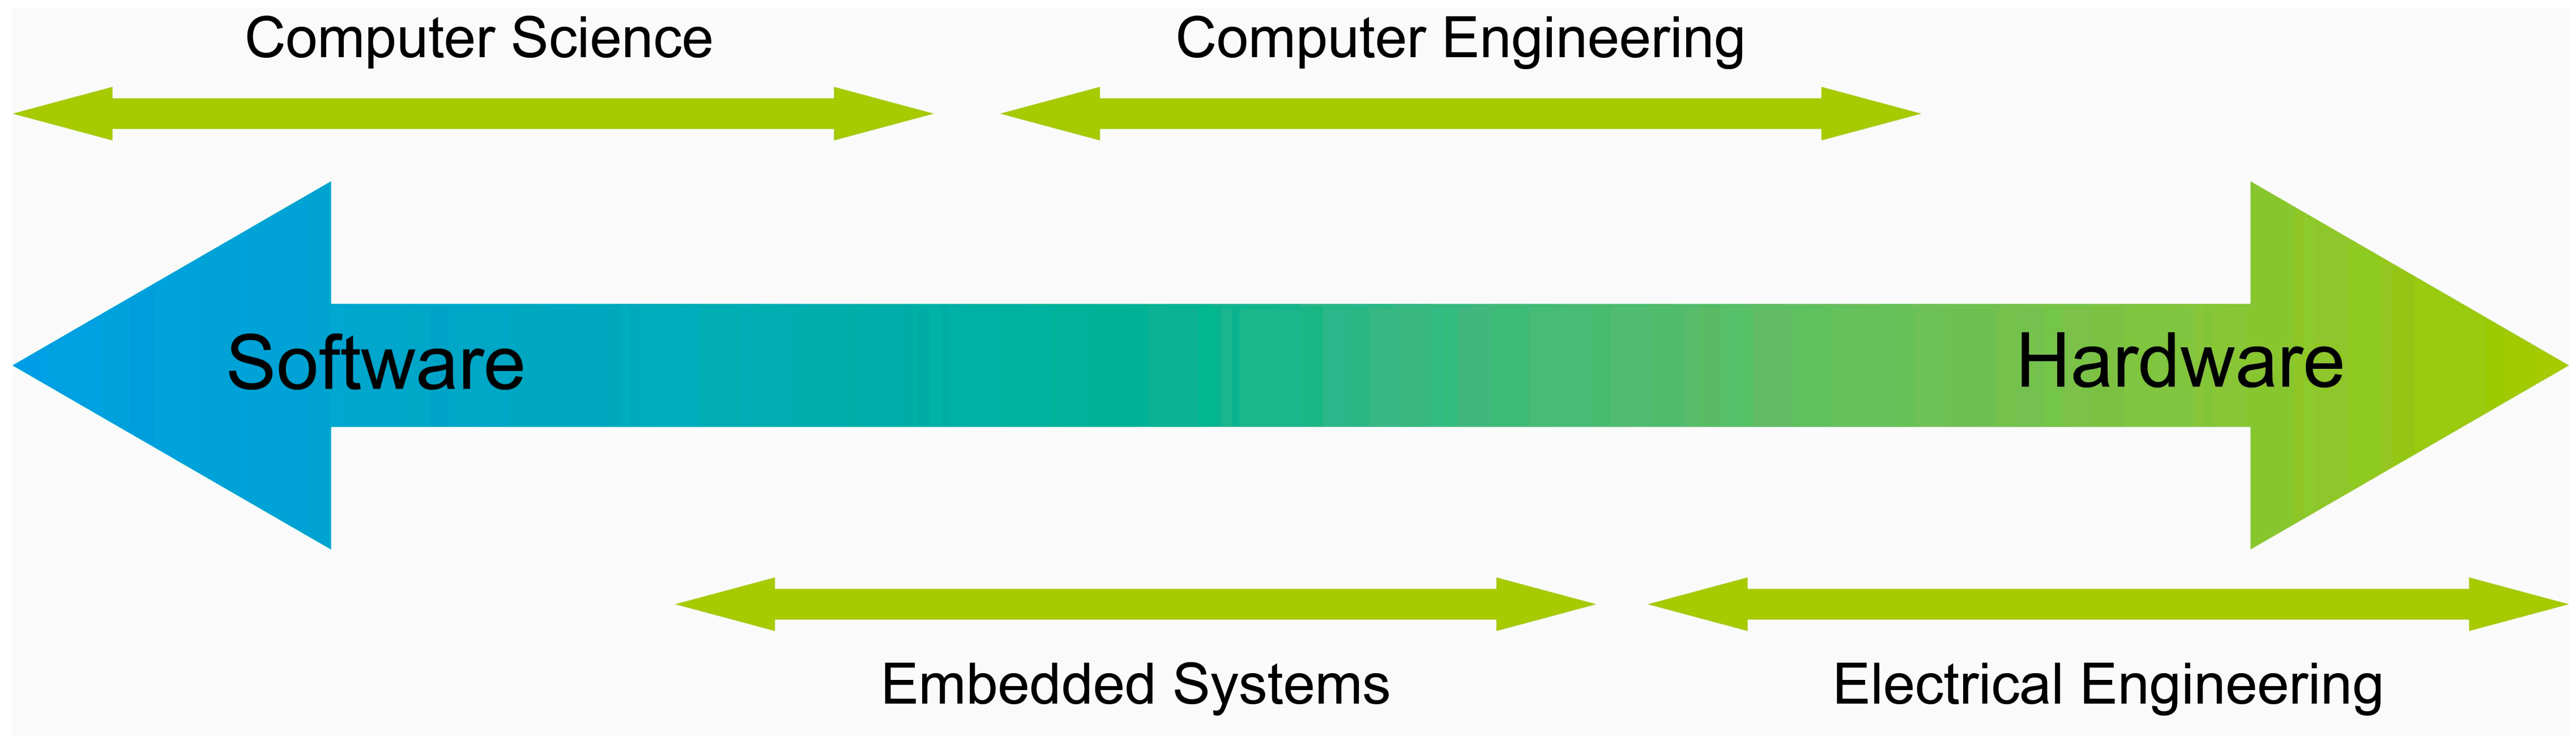 Computer Science
Computer Engineering
Software
Hardware
Embedded Systems
Electrical Engineering